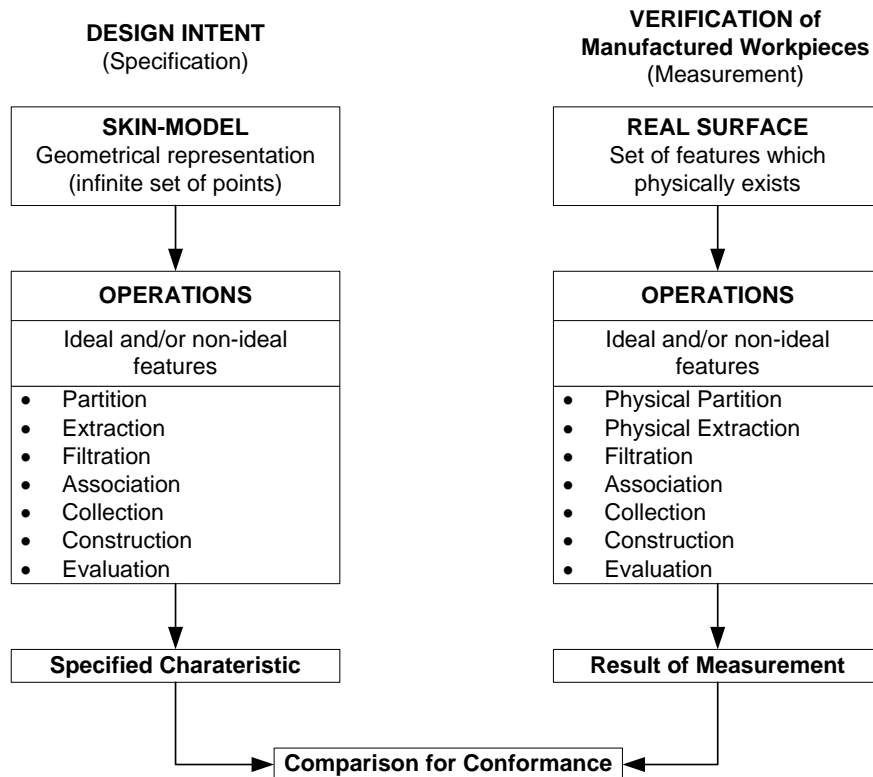 DESIGN INTENT
(Specification)
SKIN-MODEL
Geometrical representation
(infinite set of points)
OPERATIONS
Ideal and/or non-ideal
features
• Partition
• Extraction
• Filtration
• Association
• Collection
• Construction
• Evaluation
Specified Charateristic
VERIFICATION of
Manufactured Workpieces
(Measurement)
REAL SURFACE
Set of features which
physically exists
OPERATIONS
Ideal and/or non-ideal
features
• Physical Partition
• Physical Extraction
• Filtration
• Association
• Collection
• Construction
• Evaluation
Result of Measurement
Comparison for Conformance